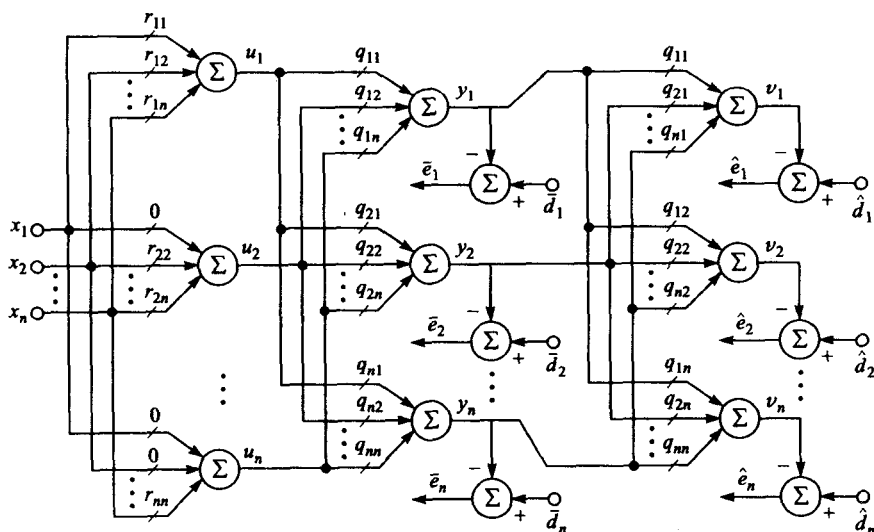 r₁₁ q₁₁ q₁₁
r₁₂ Σ u₁ q₁₂ Σ y₁ q₂₁ Σ v₁
r₁ₙ q₁ₙ qₙ₁
− −
ē₁ Σ + d̄₁ ê₁ Σ + d̂₁
x₁ 0 q₂₁ q₁₂
x₂ r₂₂ Σ u₂ q₂₂ Σ y₂ q₂₂ Σ v₂
xₙ r₂ₙ q₂ₙ qₙ₂
− −
ē₂ Σ + d̄₂ ê₂ Σ + d̂₂
qₙ₁ q₁ₙ
0 qₙ₂ Σ yₙ q₂ₙ Σ vₙ
0 Σ uₙ qₙₙ qₙₙ
rₙₙ − −
ēₙ Σ + d̄ₙ êₙ Σ + d̂ₙ